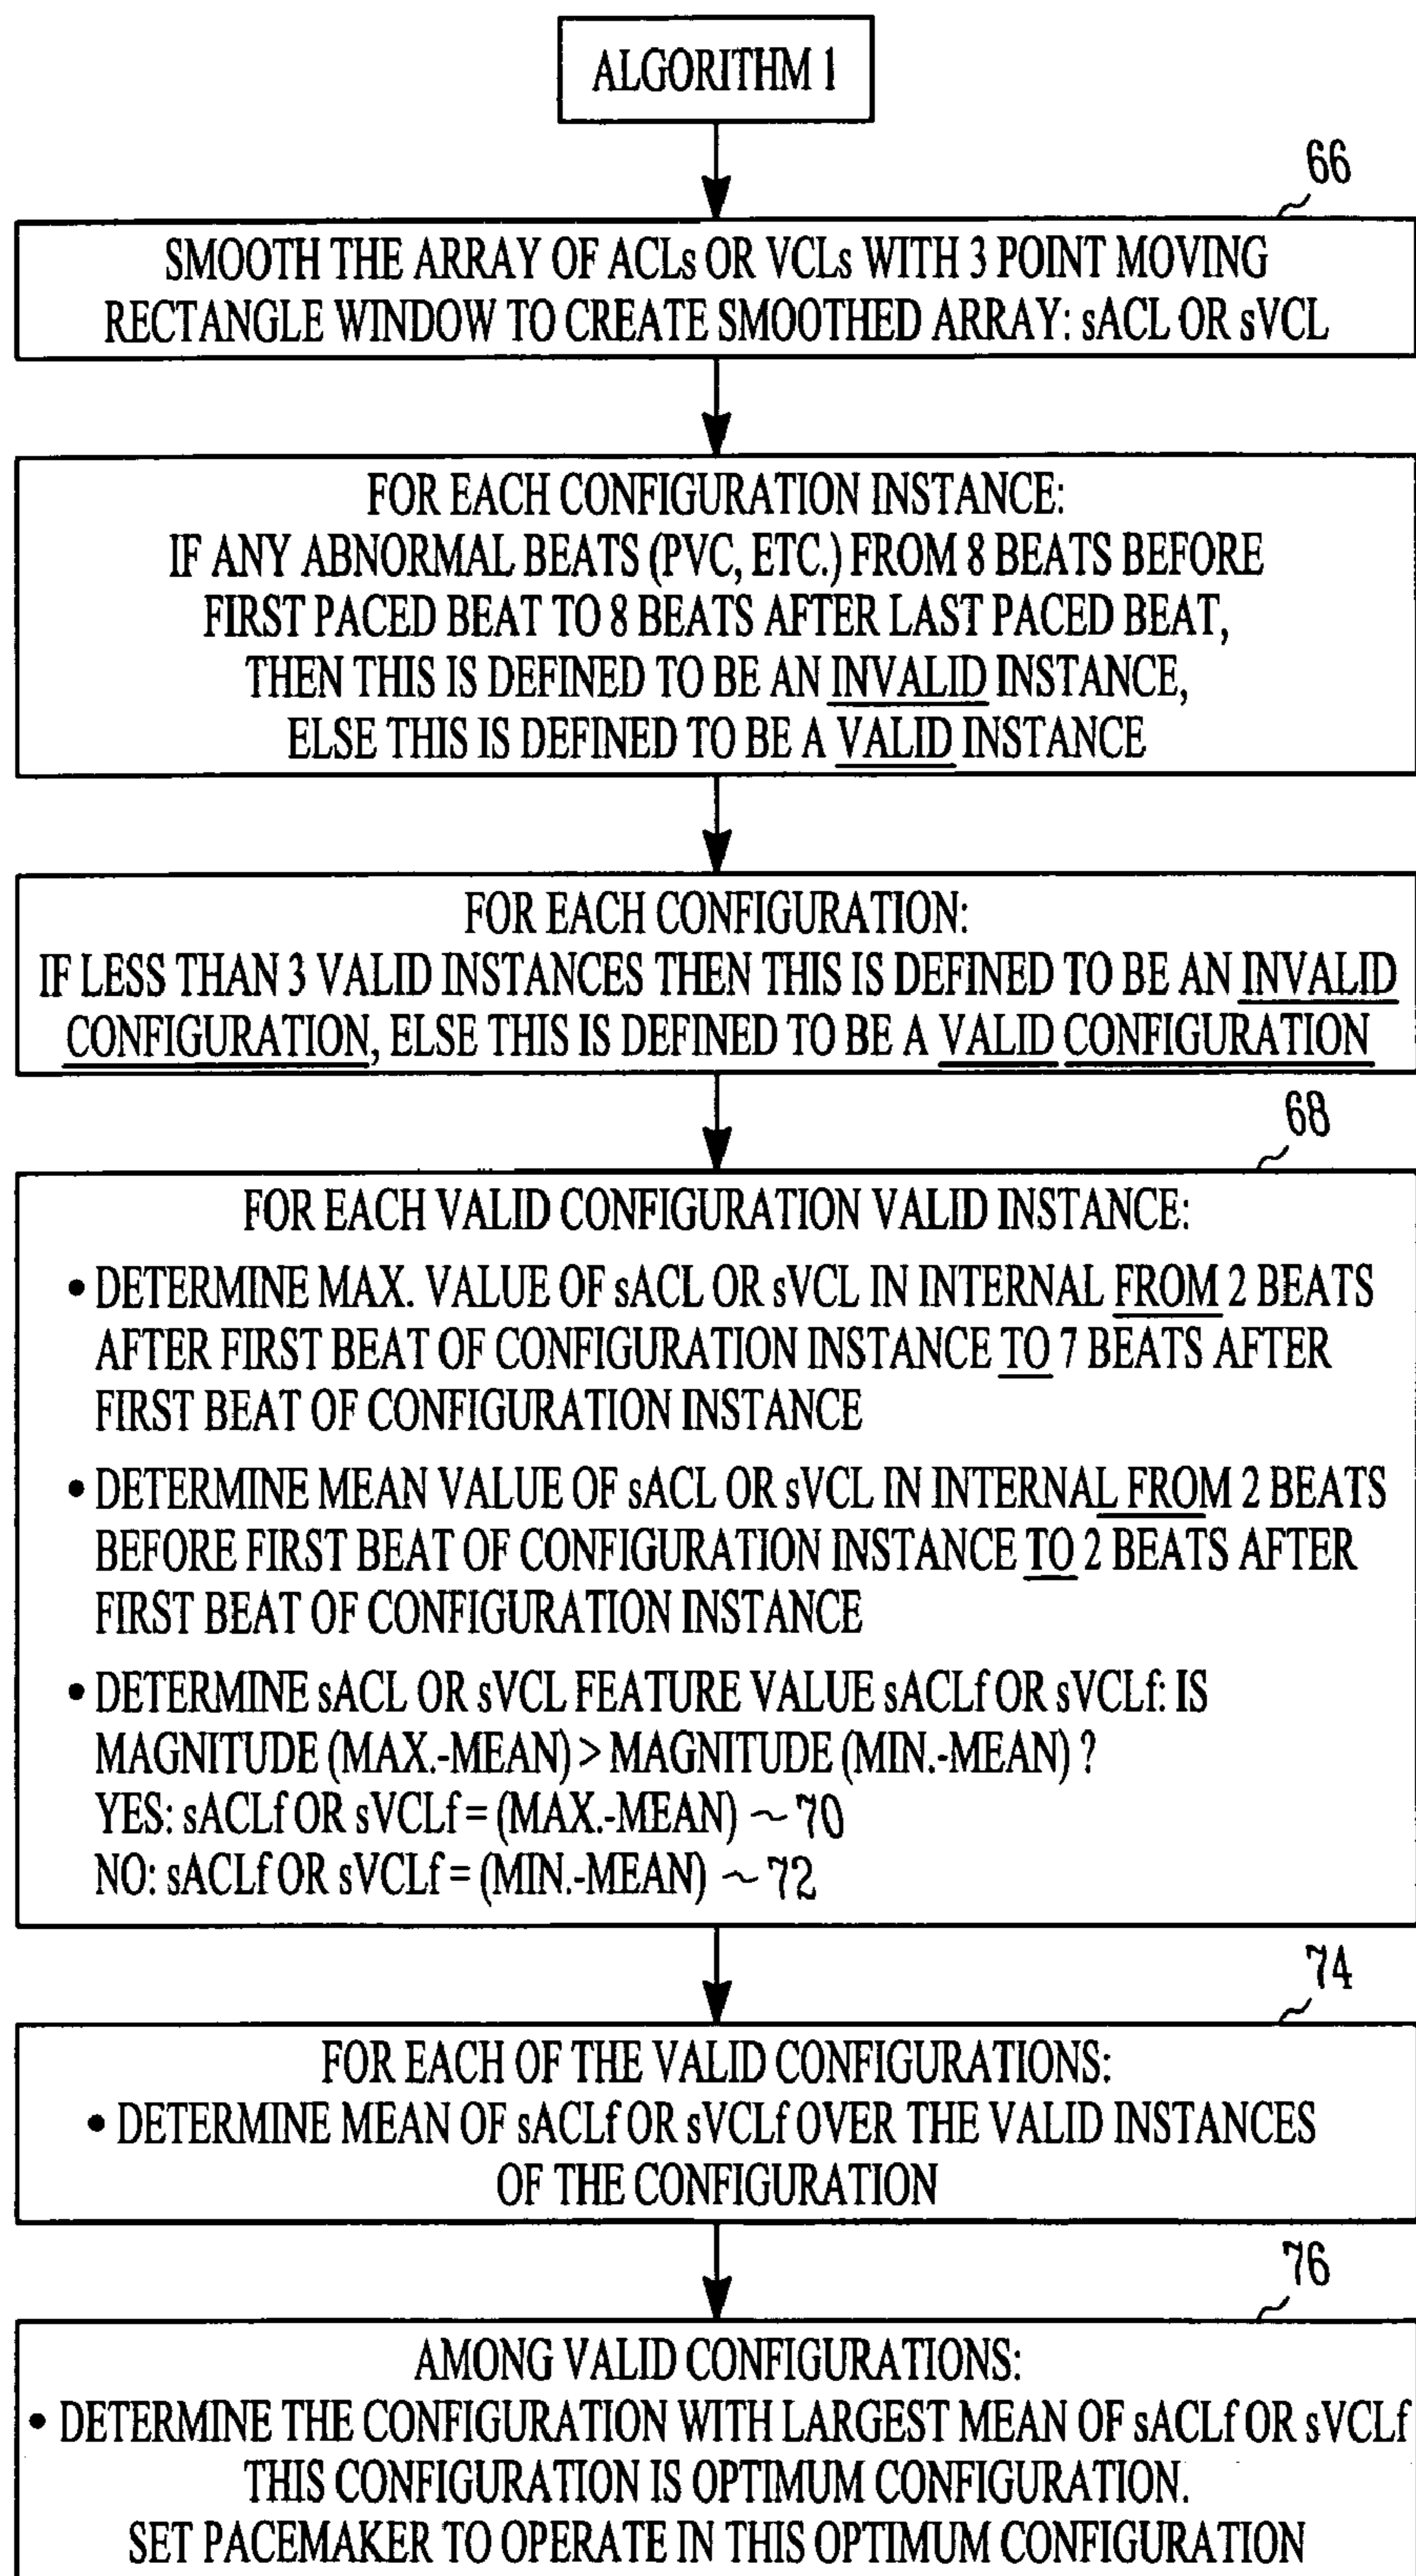 ALGORITHM 1
66
SMOOTH THE ARRAY OF ACLs OR VCLs WITH 3 POINT MOVING
RECTANGLE WINDOW TO CREATE SMOOTHED ARRAY: sACL OR sVCL
FOR EACH CONFIGURATION INSTANCE:
IF ANY ABNORMAL BEATS (PVC, ETC.) FROM 8 BEATS BEFORE
FIRST PACED BEAT TO 8 BEATS AFTER LAST PACED BEAT,
THEN THIS IS DEFINED TO BE AN INVALID INSTANCE,
ELSE THIS IS DEFINED TO BE A VALID INSTANCE
FOR EACH CONFIGURATION:
IF LESS THAN 3 VALID INSTANCES THEN THIS IS DEFINED TO BE AN INVALID
CONFIGURATION, ELSE THIS IS DEFINED TO BE A VALID CONFIGURATION
68
FOR EACH VALID CONFIGURATION VALID INSTANCE:
• DETERMINE MAX. VALUE OF sACL OR sVCL IN INTERNAL FROM 2 BEATS
AFTER FIRST BEAT OF CONFIGURATION INSTANCE TO 7 BEATS AFTER
FIRST BEAT OF CONFIGURATION INSTANCE
• DETERMINE MEAN VALUE OF sACL OR sVCL IN INTERNAL FROM 2 BEATS
BEFORE FIRST BEAT OF CONFIGURATION INSTANCE TO 2 BEATS AFTER
FIRST BEAT OF CONFIGURATION INSTANCE
• DETERMINE sACL OR sVCL FEATURE VALUE sACLf OR sVCLf: IS
MAGNITUDE (MAX.-MEAN) > MAGNITUDE (MIN.-MEAN) ?
YES: sACLf OR sVCLf = (MAX.-MEAN) ~70
NO: sACLf OR sVCLf = (MIN.-MEAN) ~72
74
FOR EACH OF THE VALID CONFIGURATIONS:
• DETERMINE MEAN OF sACLf OR sVCLf OVER THE VALID INSTANCES
OF THE CONFIGURATION
76
AMONG VALID CONFIGURATIONS:
• DETERMINE THE CONFIGURATION WITH LARGEST MEAN OF sACLf OR sVCLf
THIS CONFIGURATION IS OPTIMUM CONFIGURATION.
SET PACEMAKER TO OPERATE IN THIS OPTIMUM CONFIGURATION